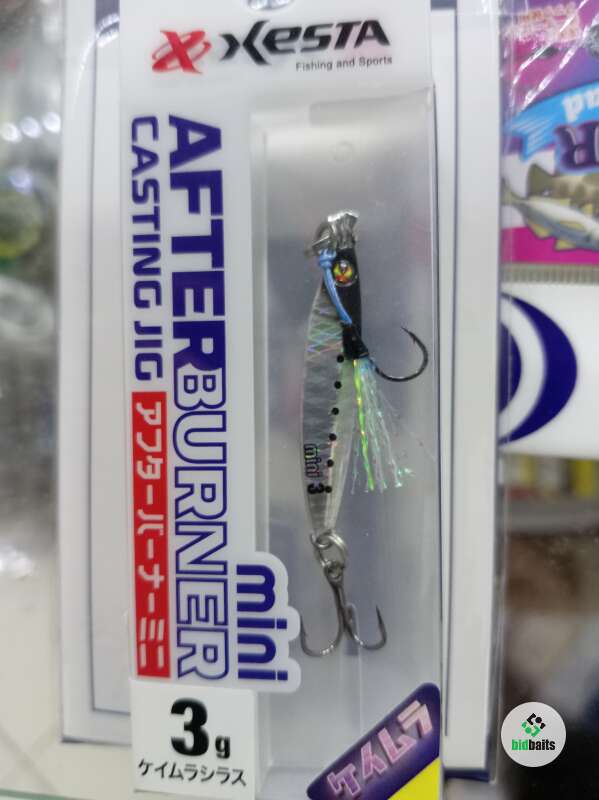 XESTA
Fishing and Sports
AFTERBURNER
mini
CASTING JIG
アフターバーナーミニ
mini 3
3g
ケイムラシラス
ケイムラ
bidbaits